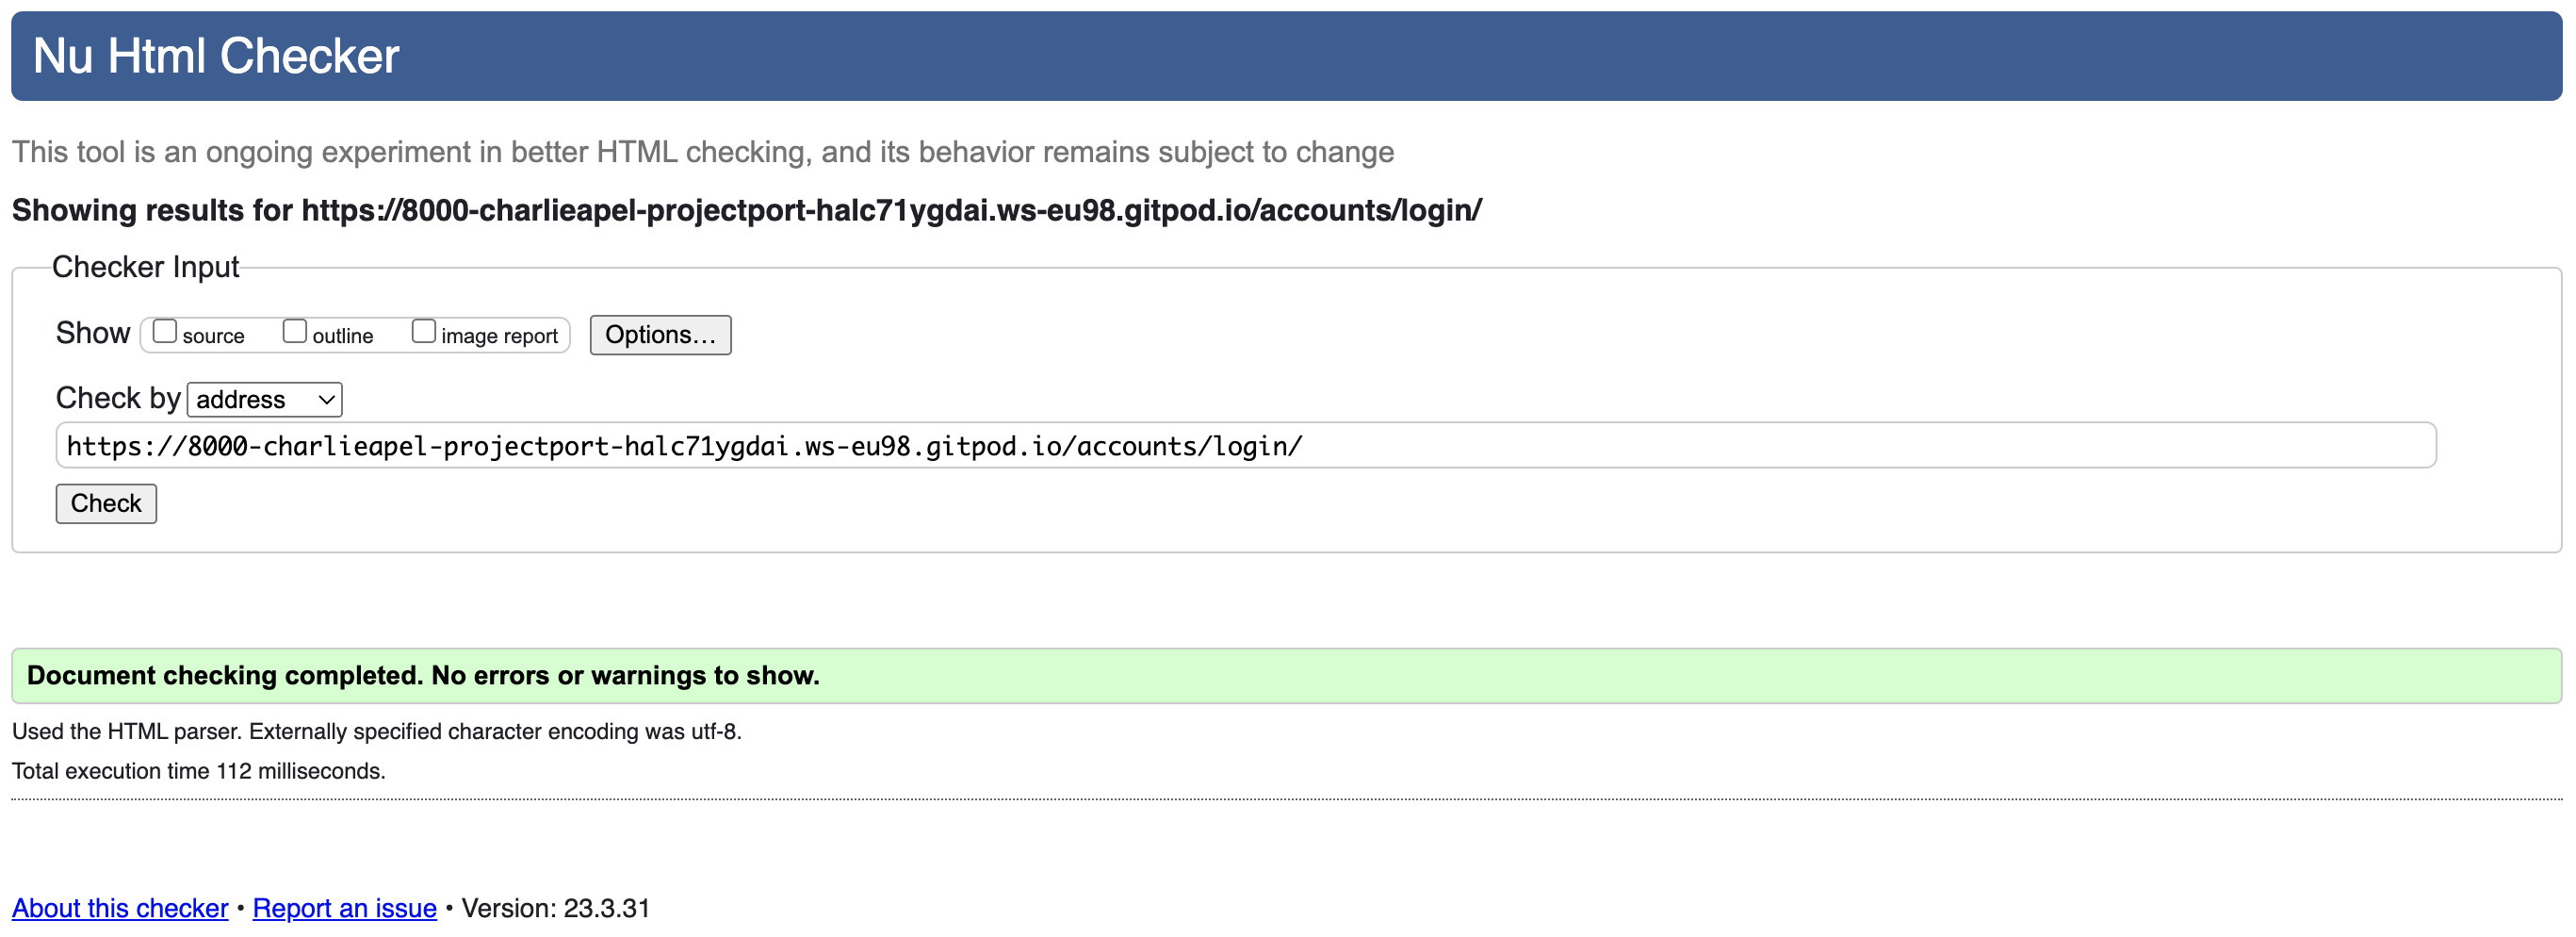 Nu Html Checker
This tool is an ongoing experiment in better HTML checking, and its behavior remains subject to change
Showing results for https://8000-charlieapel-projectport-halc71ygdai.ws-eu98.gitpod.io/accounts/login/
Checker Input
Show source outline image report Options…
Check by address
https://8000-charlieapel-projectport-halc71ygdai.ws-eu98.gitpod.io/accounts/login/
Check
Document checking completed. No errors or warnings to show.
Used the HTML parser. Externally specified character encoding was utf-8.
Total execution time 112 milliseconds.
About this checker • Report an issue • Version: 23.3.31